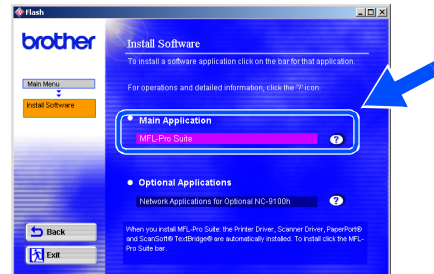 Flash
brother
Install Software
To install a software application click on the bar for that application.
Main Menu
For operations and detailed information, click the '?' icon
Install Software
Main Application
MFL-Pro Suite
?
Optional Applications
Network Applications for Optional NC-9100h
?
Back
When you install MFL-Pro Suite: the Printer Driver, Scanner Driver, PaperPort®
and ScanSoft® TextBridge® are automatically installed. To install click the MFL-
Pro Suite bar.
Exit